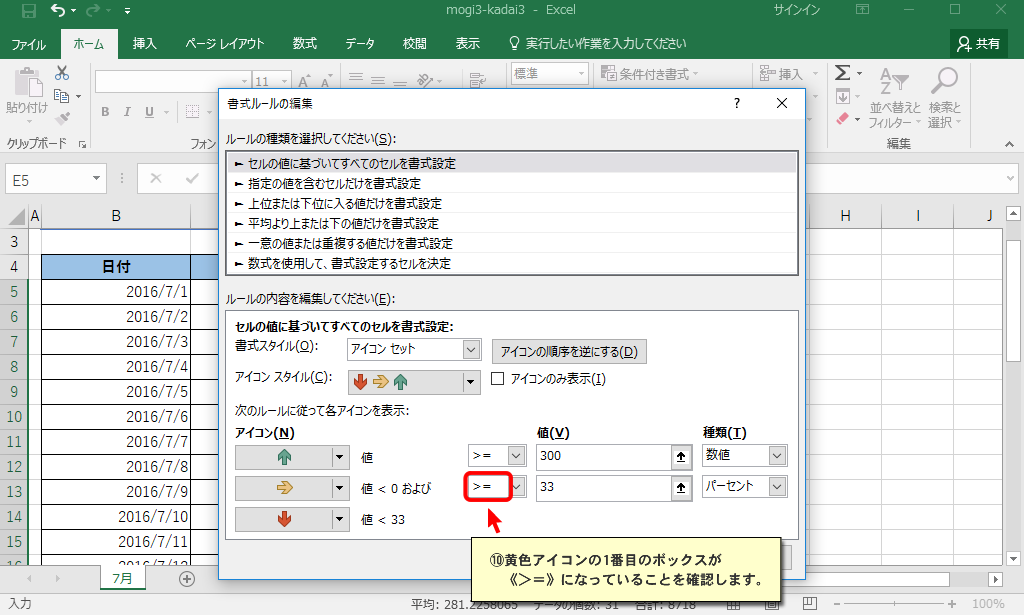 mogi3-kadai3 - Excel
サインイン
ファイル
ホーム
挿入
ページ レイアウト
数式
データ
校閲
表示
実行したい作業を入力してください
共有
11
標準
条件付き書式
挿入
貼り付け
B I U
並べ替えと
フィルター
検索と
選択
クリップボード
フォン
編集
E5
A B H I J
3
4 日付
5 2016/7/1
6 2016/7/2
7 2016/7/3
8 2016/7/4
9 2016/7/5
10 2016/7/6
11 2016/7/7
12 2016/7/8
13 2016/7/9
14 2016/7/10
15 2016/7/11
書式ルールの編集
ルールの種類を選択してください(S):
► セルの値に基づいてすべてのセルを書式設定
► 指定の値を含むセルだけを書式設定
► 上位または下位に入る値だけを書式設定
► 平均より上または下の値だけを書式設定
► 一意の値または重複する値だけを書式設定
► 数式を使用して、書式設定するセルを決定
ルールの内容を編集してください(E):
セルの値に基づいてすべてのセルを書式設定:
書式スタイル(O):
アイコン セット
アイコンの順序を逆にする(D)
アイコン スタイル(C):
アイコンのみ表示(I)
次のルールに従って各アイコンを表示:
アイコン(N)
値(V)
種類(T)
値 >= 300 数値
値 < 0 および >= 33 パーセント
値 < 33
⑩黄色アイコンの1番目のボックスが
《＞＝》になっていることを確認します。
7月
入力
平均: 281.2258065 データの個数: 31 合計: 8718
100%